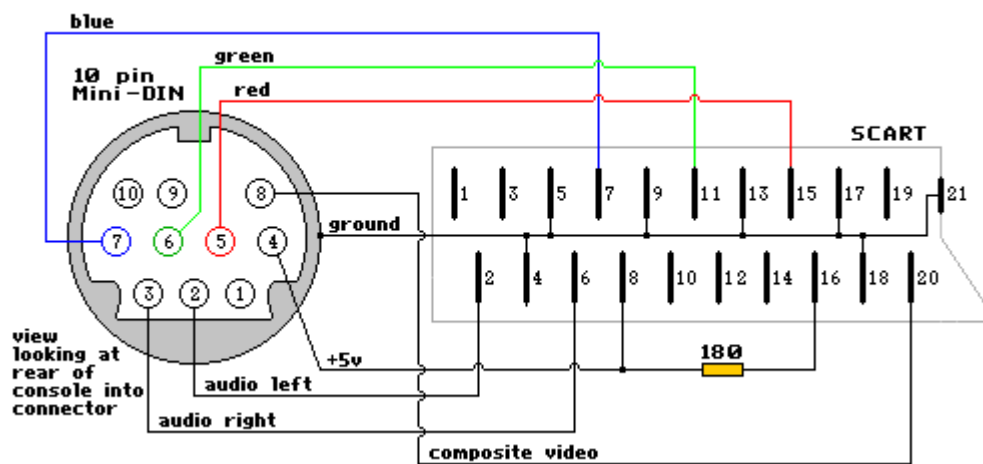 blue
green
10 pin
Mini-DIN
red
SCART
10 9 8
1 3 5 7 9 11 13 15 17 19 21
ground
7 6 5 4
2 4 6 8 10 12 14 16 18 20
3 2 1
view
looking at
rear of
console into
connector
+5v
180
audio left
audio right
composite video